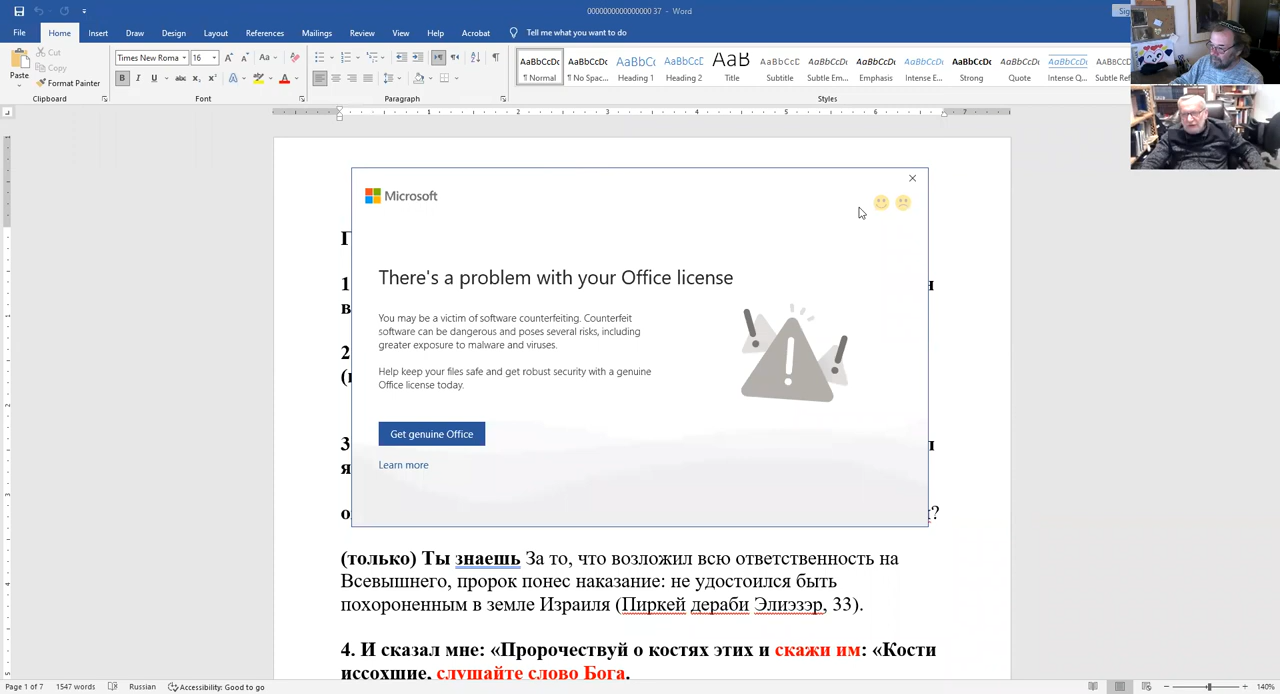 0000000000000000 37 - Word
File Home Insert Draw Design Layout References Mailings Review View Help Acrobat Tell me what you want to do
Paste
Cut
Copy
Format Painter
Times New Roma 16
Aa
Clipboard Font Paragraph Styles
AaBbCcDc AaBbCcDc AaBbCc AaBbCcD AaB AaBbCcD AaBbCcDc AaBbCcDc AaBbCcDc AaBbCcDc AaBbCcDc AaBbCcDc
¶ Normal ¶ No Spac... Heading 1 Heading 2 Title Subtitle Subtle Em... Emphasis Intense E... Strong Quote Intense Q... Subtle Ref
Microsoft
There's a problem with your Office license
You may be a victim of software counterfeiting. Counterfeit
software can be dangerous and poses several risks, including
greater exposure to malware and viruses.
Help keep your files safe and get robust security with a genuine
Office license today.
Get genuine Office
Learn more
(только) Ты знаешь За то, что возложил всю ответственность на
Всевышнего, пророк понес наказание: не удостоился быть
похороненным в земле Израиля (Пиркей дераби Элиэзэр, 33).
4. И сказал мне: «Пророчествуй о костях этих и скажи им: «Кости
иссохшие, слушайте слово Бога.
Page 1 of 7 1547 words Russian Accessibility: Good to go 140%